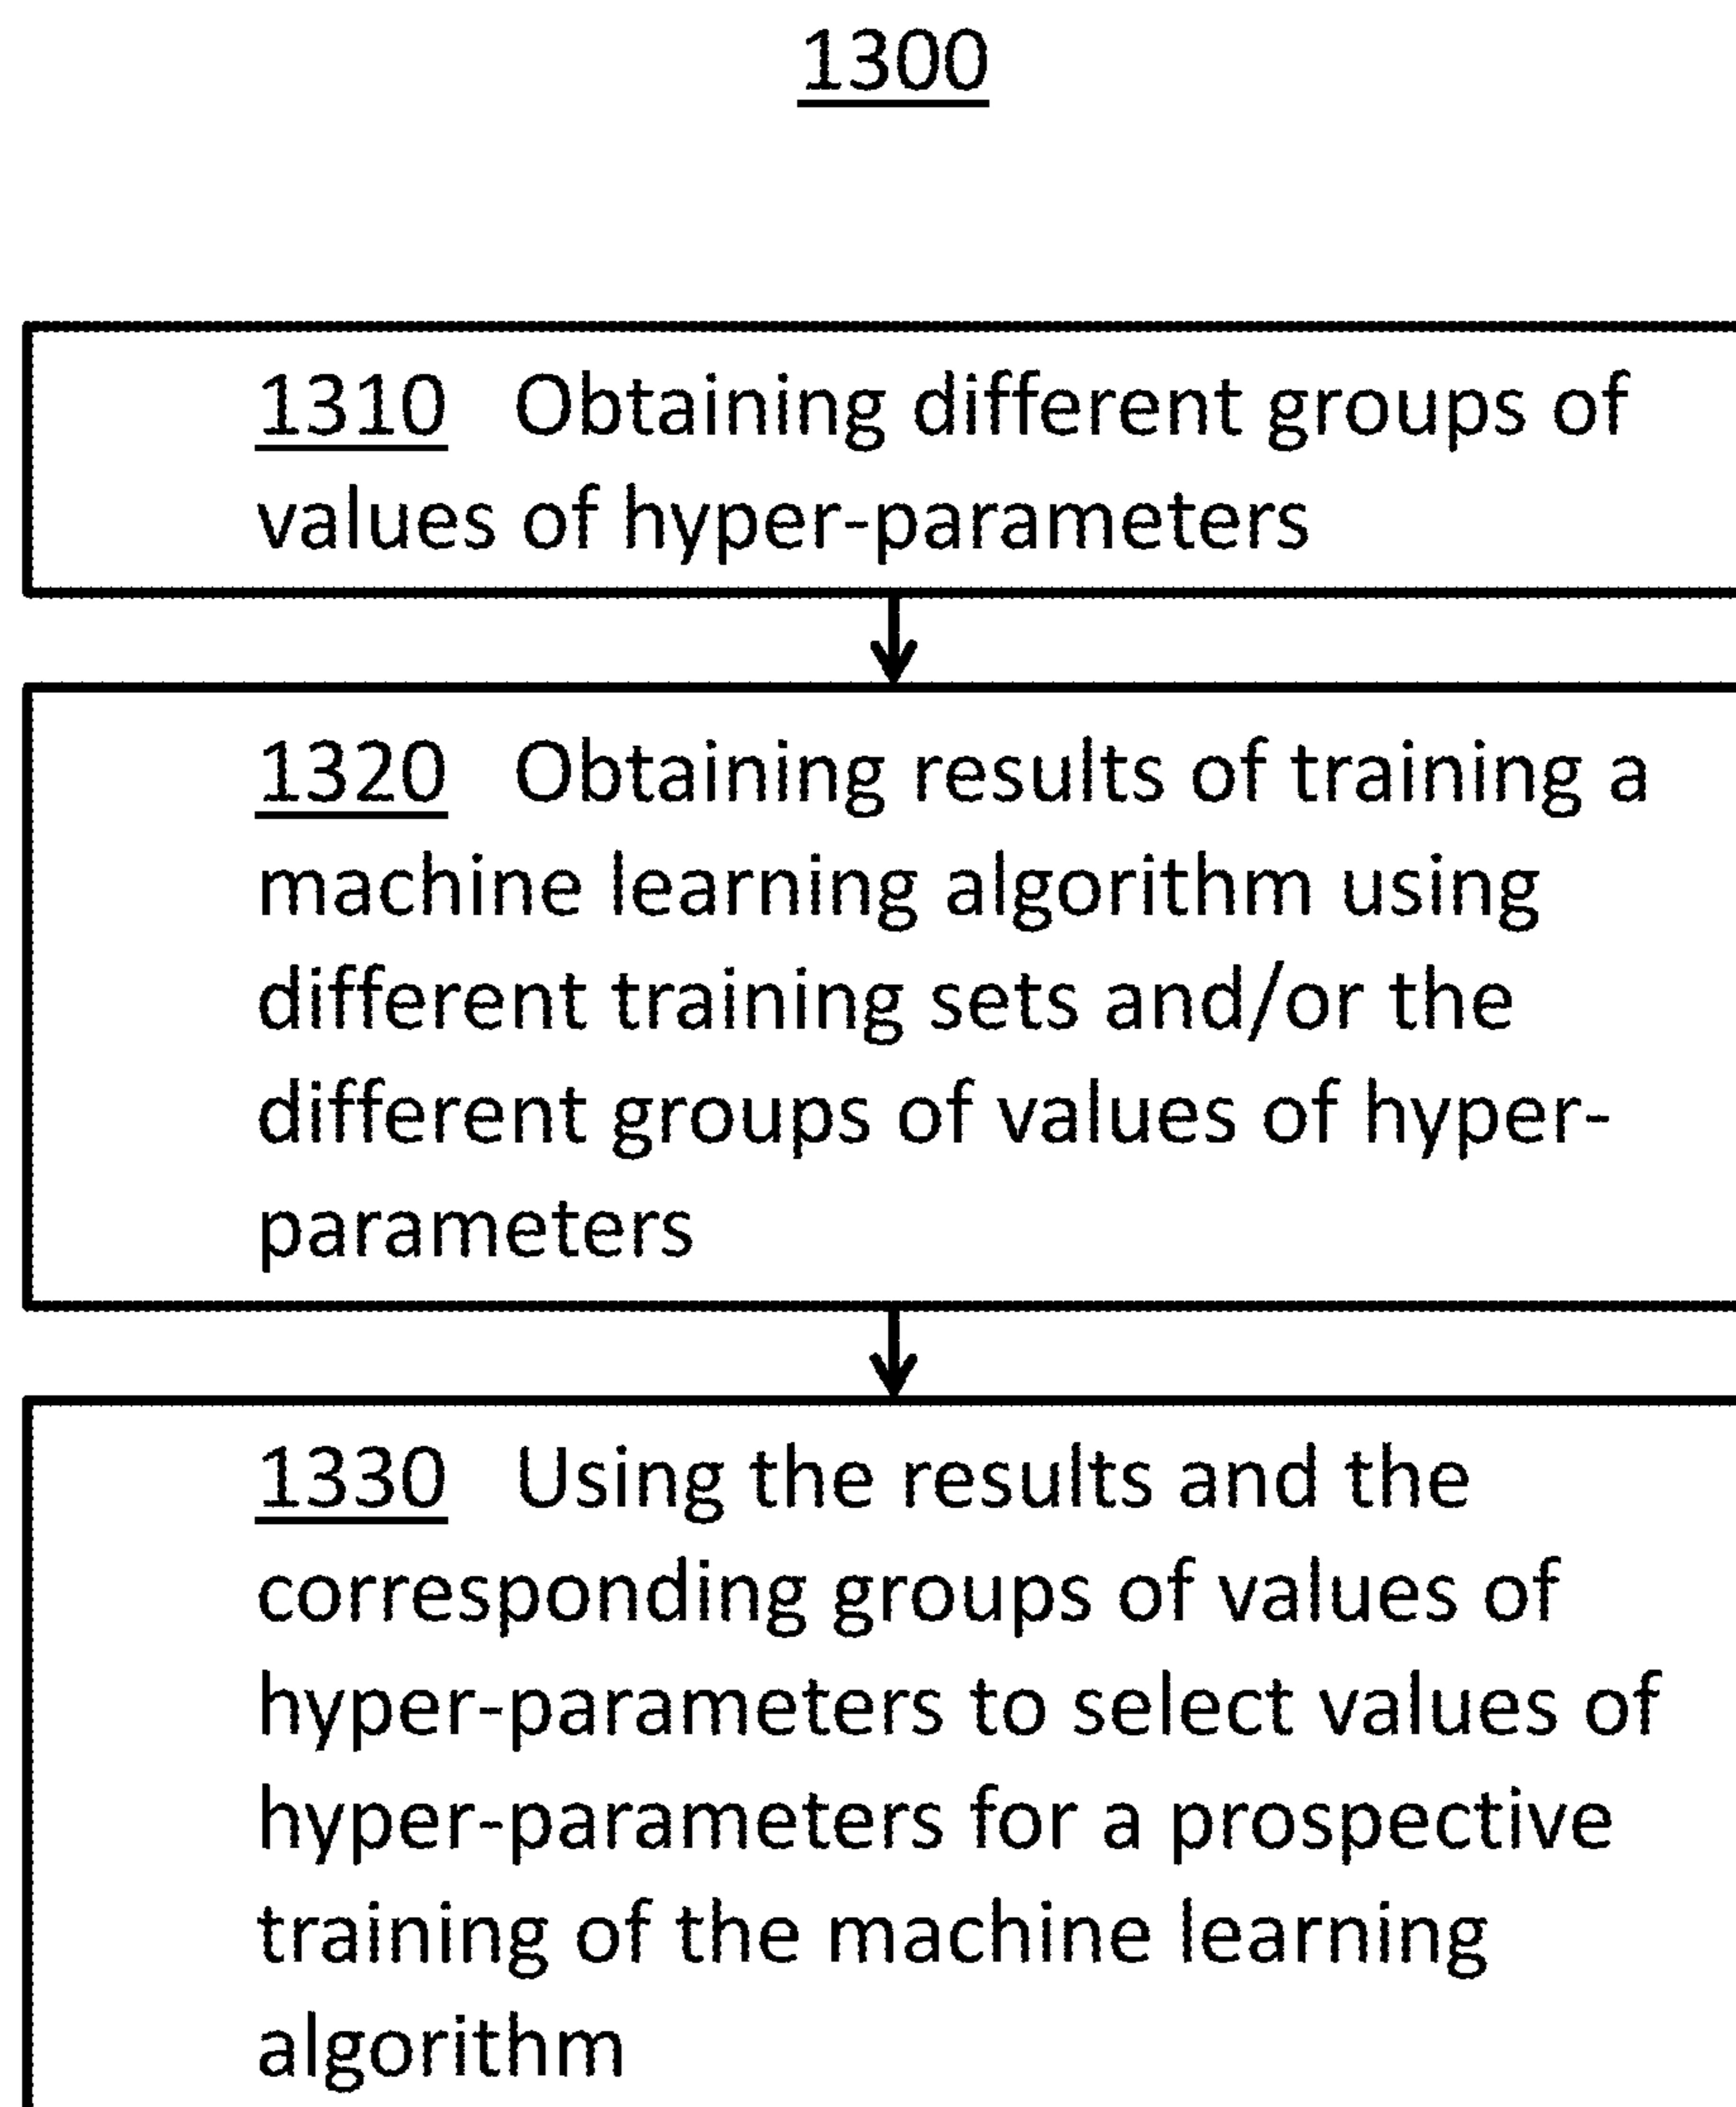 1300
1310 Obtaining different groups of
values of hyper-parameters
1320 Obtaining results of training a
machine learning algorithm using
different training sets and/or the
different groups of values of hyper-
parameters
1330 Using the results and the
corresponding groups of values of
hyper-parameters to select values of
hyper-parameters for a prospective
training of the machine learning
algorithm